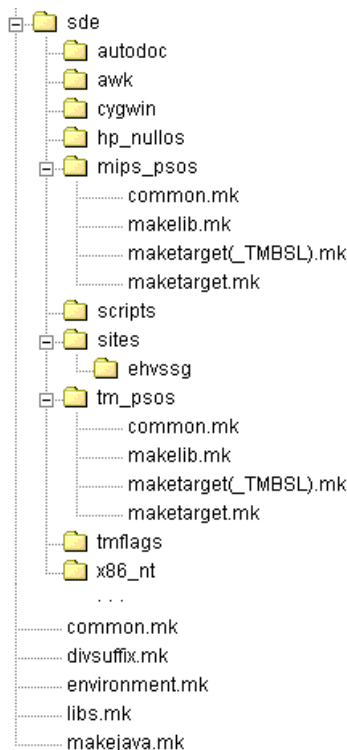 sde
autodoc
awk
cygwin
hp_nullos
mips_psos
common.mk
makelib.mk
maketarget(_TMBSL).mk
maketarget.mk
scripts
sites
ehvssg
tm_psos
common.mk
makelib.mk
maketarget(_TMBSL).mk
maketarget.mk
tmflags
x86_nt
. . .
common.mk
divsuffix.mk
environment.mk
libs.mk
makejava.mk